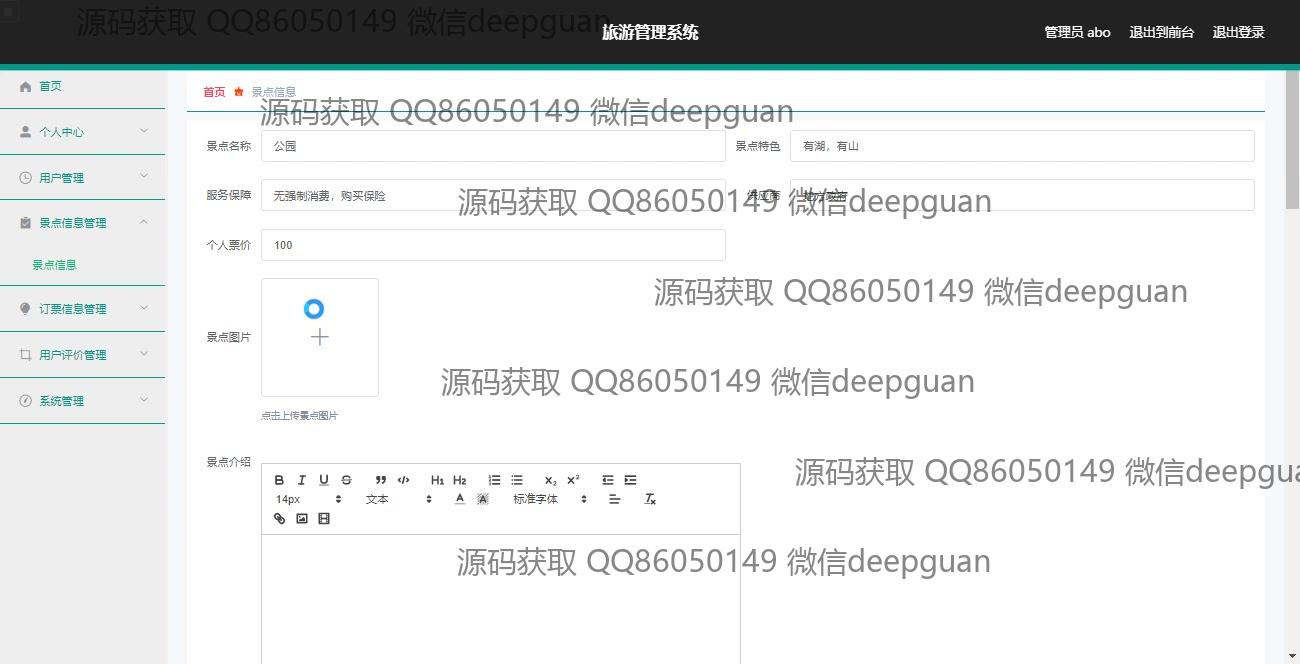 源码获取 QQ86050149 微信deepguan
旅游管理系统
管理员 abo 退出到前台 退出登录
首页
个人中心
用户管理
景点信息管理
景点信息
订票信息管理
用户评价管理
系统管理
首页 景点信息
源码获取 QQ86050149 微信deepguan
景点名称 公园 景点特色 有湖，有山
服务保障 无强制消费，购买保险 供应商 地方政府
源码获取 QQ86050149 微信deepguan
个人票价 100
源码获取 QQ86050149 微信deepguan
景点图片
源码获取 QQ86050149 微信deepguan
点击上传景点图片
景点介绍
源码获取 QQ86050149 微信deepgua
B I U S H1 H2 X₂ X²
14px 文本 A A 标准字体 Tx
源码获取 QQ86050149 微信deepguan